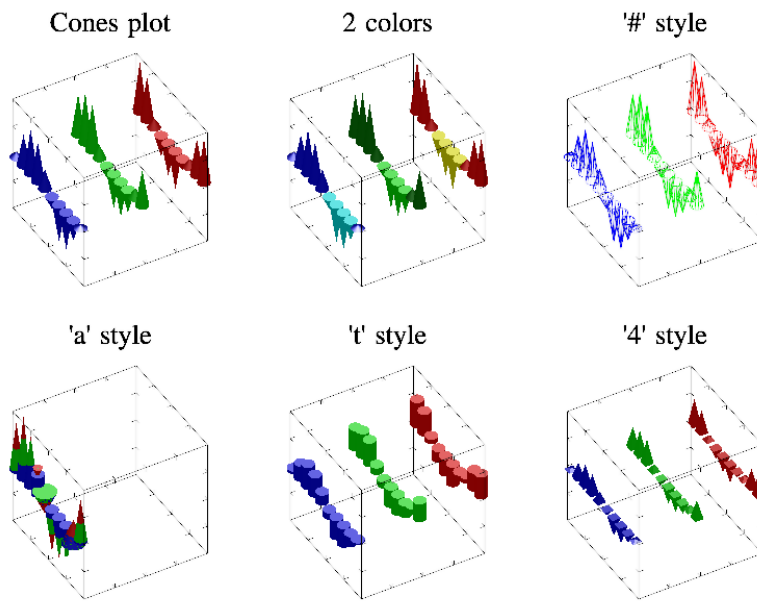 Cones plot
2 colors
'#' style
'a' style
't' style
'4' style